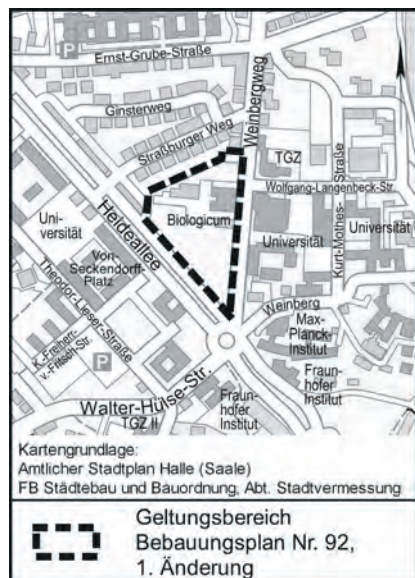 P
Ernst-Grube-Straße
Ginsterweg
Straßburger Weg
Weinbergweg
TGZ
Wolfgang-Langenbeck-Str.
Kurt-Mothes-Straße
Uni-
versität
Heideallee
Biologicum
Universität
Universität
Von-
Seckendorff-
Platz
Theodor-Lieser-Straße
K.-Freiherr-
v.-Fritsch-Str.
P
Weinberg
Max-
Planck-
Institut
Walter-Hülse-Str.
TGZ II
Fraun-
hofer
Institut
Fraun-
hofer
Institut
Kartengrundlage:
Amtlicher Stadtplan Halle (Saale)
FB Städtebau und Bauordnung, Abt. Stadtvermessung
Geltungsbereich
Bebauungsplan Nr. 92,
1. Änderung